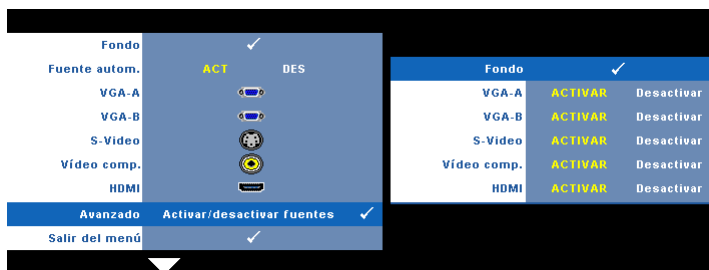 Fondo
Fuente autom. ACT DES
VGA-A
VGA-B
S-Video
Vídeo comp.
HDMI
Avanzado Activar/desactivar fuentes
Salir del menú
Fondo
VGA-A ACTIVAR Desactivar
VGA-B ACTIVAR Desactivar
S-Video ACTIVAR Desactivar
Vídeo comp. ACTIVAR Desactivar
HDMI ACTIVAR Desactivar